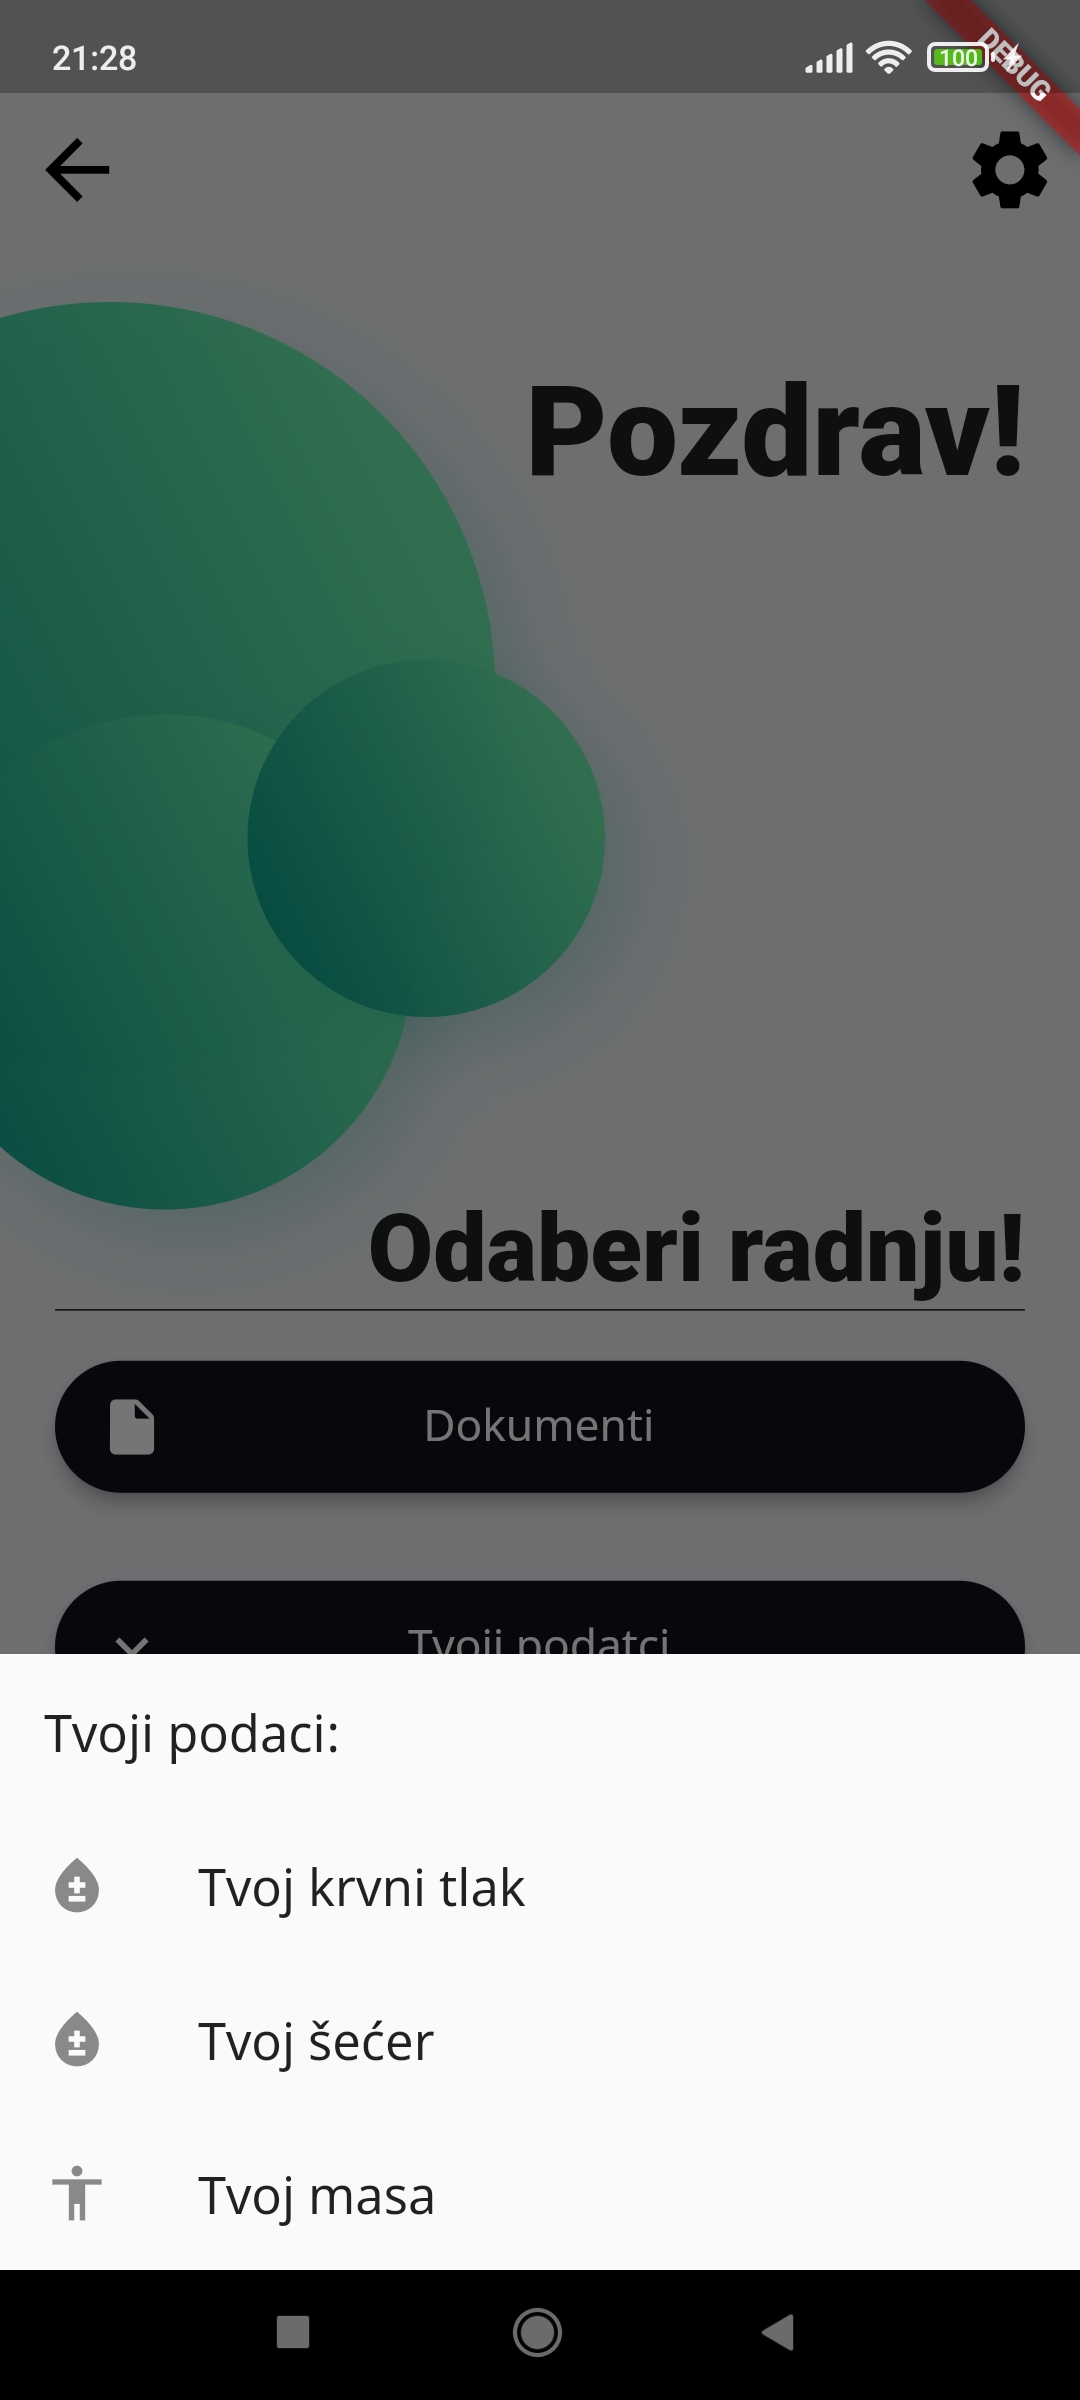 21:28
100
DEBUG
Pozdrav!
Odaberi radnju!
Dokumenti
Tvoji podatci
Tvoji podaci:
Tvoj krvni tlak
Tvoj šećer
Tvoj masa